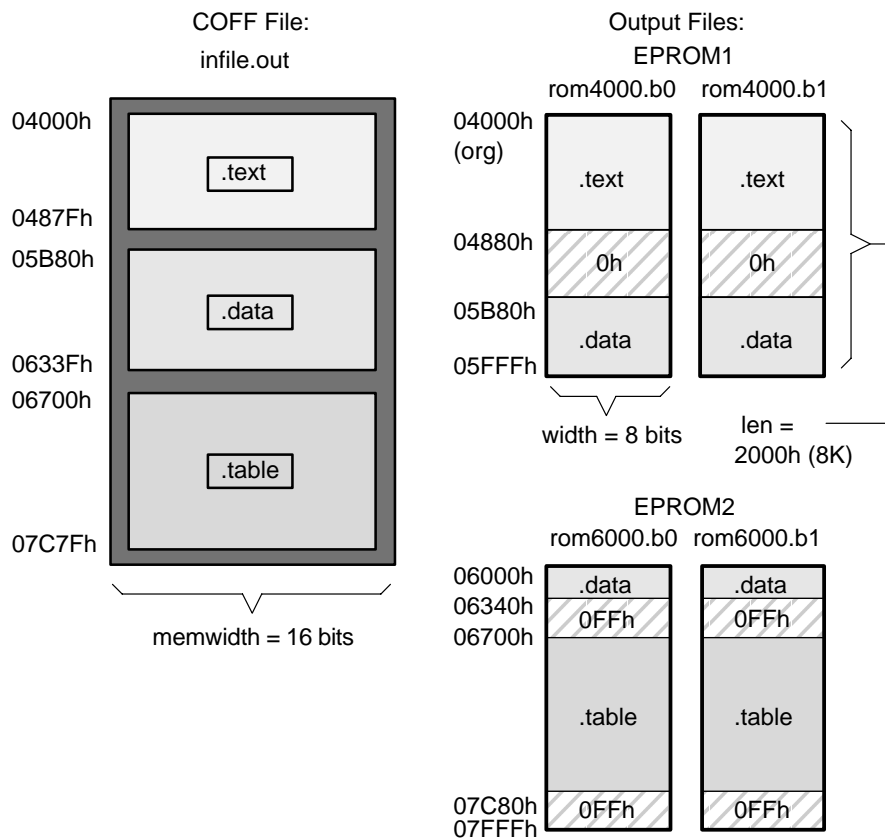 COFF File:
infile.out
04000h
.text
0487Fh
05B80h
.data
0633Fh
06700h
.table
07C7Fh
memwidth = 16 bits
Output Files:
EPROM1
rom4000.b0 rom4000.b1
04000h
(org)
.text .text
04880h
0h 0h
05B80h
.data .data
05FFFh
width = 8 bits
len =
2000h (8K)
EPROM2
rom6000.b0 rom6000.b1
06000h
.data .data
06340h
0FFh 0FFh
06700h
.table .table
07C80h
0FFh 0FFh
07FFFh